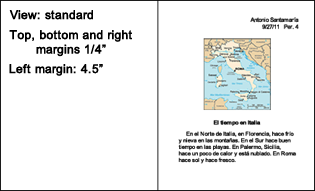 View: standard
Top, bottom and right
margins 1/4”
Left margin: 4.5”
Antonio Santamaría
9/27/11 Per. 4
ROMA
El tiempo en Italia
En el Norte de Italia, en Florencia, hace frío
y nieva en las montañas. En el Sur hace buen
tiempo en las playas. En Palermo, Sicilia,
hace un poco de calor y está nublado. En Roma
hace sol y hace fresco.